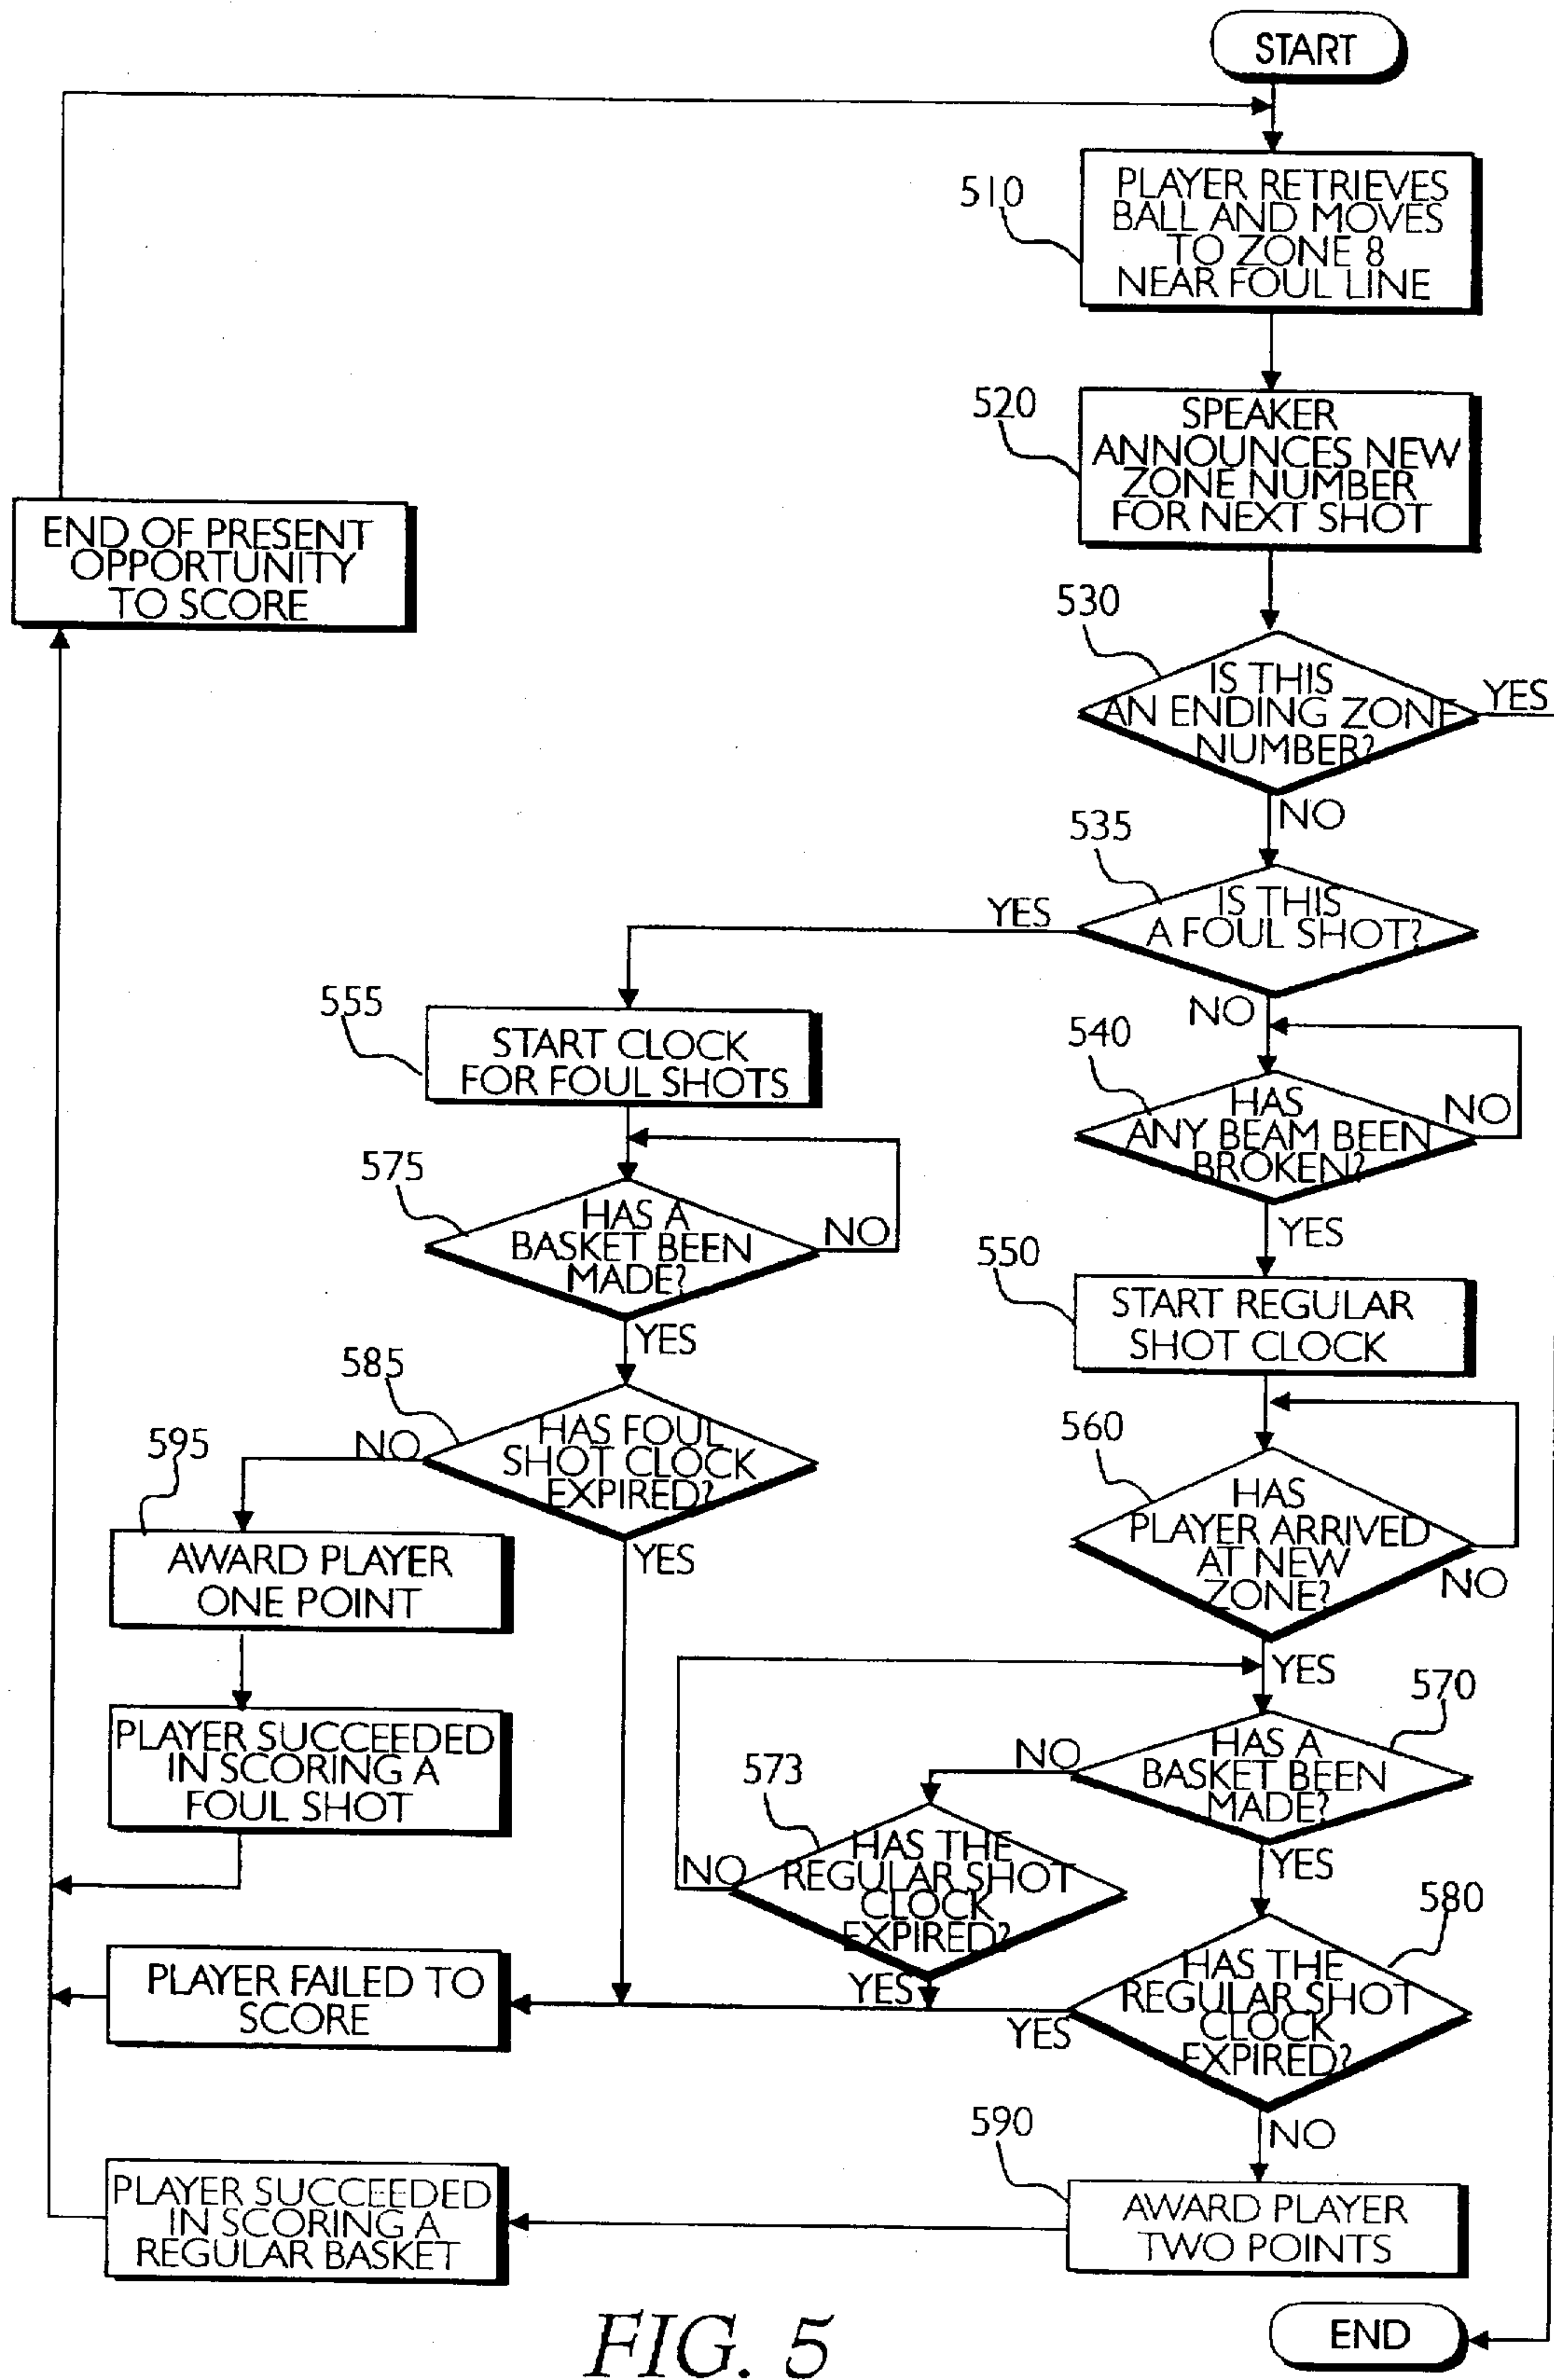 START
510
PLAYER RETRIEVES
BALL AND MOVES
TO ZONE 8
NEAR FOUL LINE
520
SPEAKER
ANNOUNCES NEW
ZONE NUMBER
FOR NEXT SHOT
END OF PRESENT
OPPORTUNITY
TO SCORE
530
IS THIS
AN ENDING ZONE
NUMBER?
YES
NO
535
IS THIS
A FOUL SHOT?
YES
NO
555
START CLOCK
FOR FOUL SHOTS
540
HAS
ANY BEAM BEEN
BROKEN?
NO
YES
575
HAS A
BASKET BEEN
MADE?
NO
YES
550
START REGULAR
SHOT CLOCK
585
HAS FOUL
SHOT CLOCK
EXPIRED?
NO
YES
560
HAS
PLAYER ARRIVED
AT NEW
ZONE?
NO
YES
595
AWARD PLAYER
ONE POINT
PLAYER SUCCEEDED
IN SCORING A
FOUL SHOT
570
HAS A
BASKET BEEN
MADE?
NO
YES
573
HAS THE
REGULAR SHOT
CLOCK
EXPIRED?
NO
YES
580
HAS THE
REGULAR SHOT
CLOCK
EXPIRED?
YES
NO
PLAYER FAILED TO
SCORE
590
AWARD PLAYER
TWO POINTS
PLAYER SUCCEEDED
IN SCORING A
REGULAR BASKET
END
FIG. 5